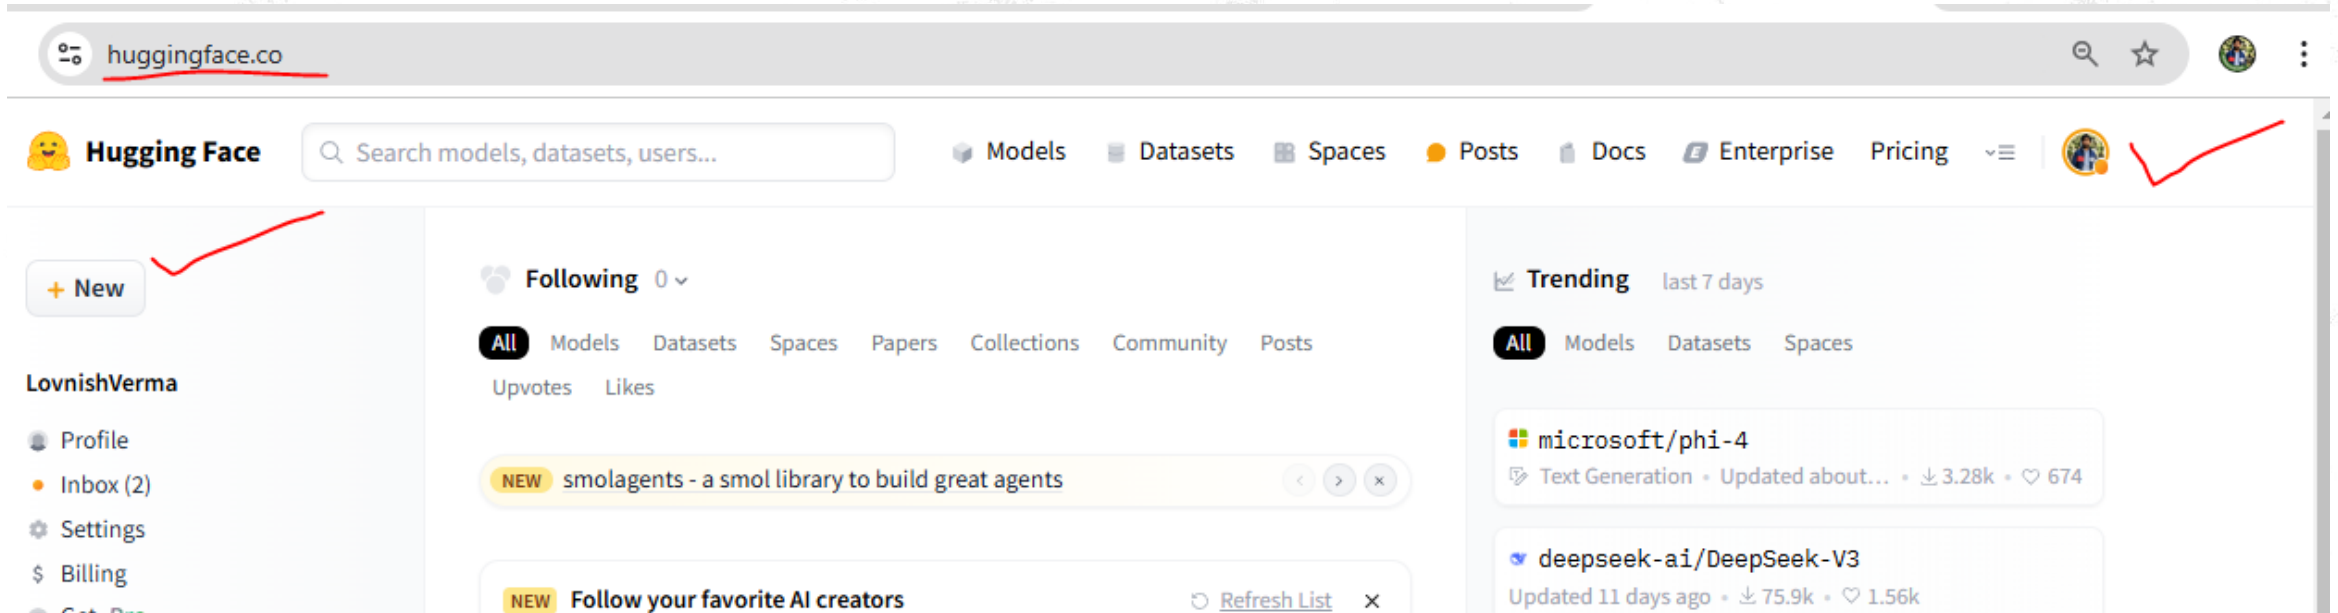 huggingface.co
Hugging Face
Search models, datasets, users...
Models
Datasets
Spaces
Posts
Docs
Enterprise
Pricing
+ New
LovnishVerma
Profile
Inbox (2)
Settings
$ Billing
Following 0
All Models Datasets Spaces Papers Collections Community Posts
Upvotes Likes
NEW smolagents - a smol library to build great agents
NEW Follow your favorite AI creators Refresh List
Trending last 7 days
All Models Datasets Spaces
microsoft/phi-4
Text Generation • Updated about... • 3.28k • 674
deepseek-ai/DeepSeek-V3
Updated 11 days ago • 75.9k • 1.56k